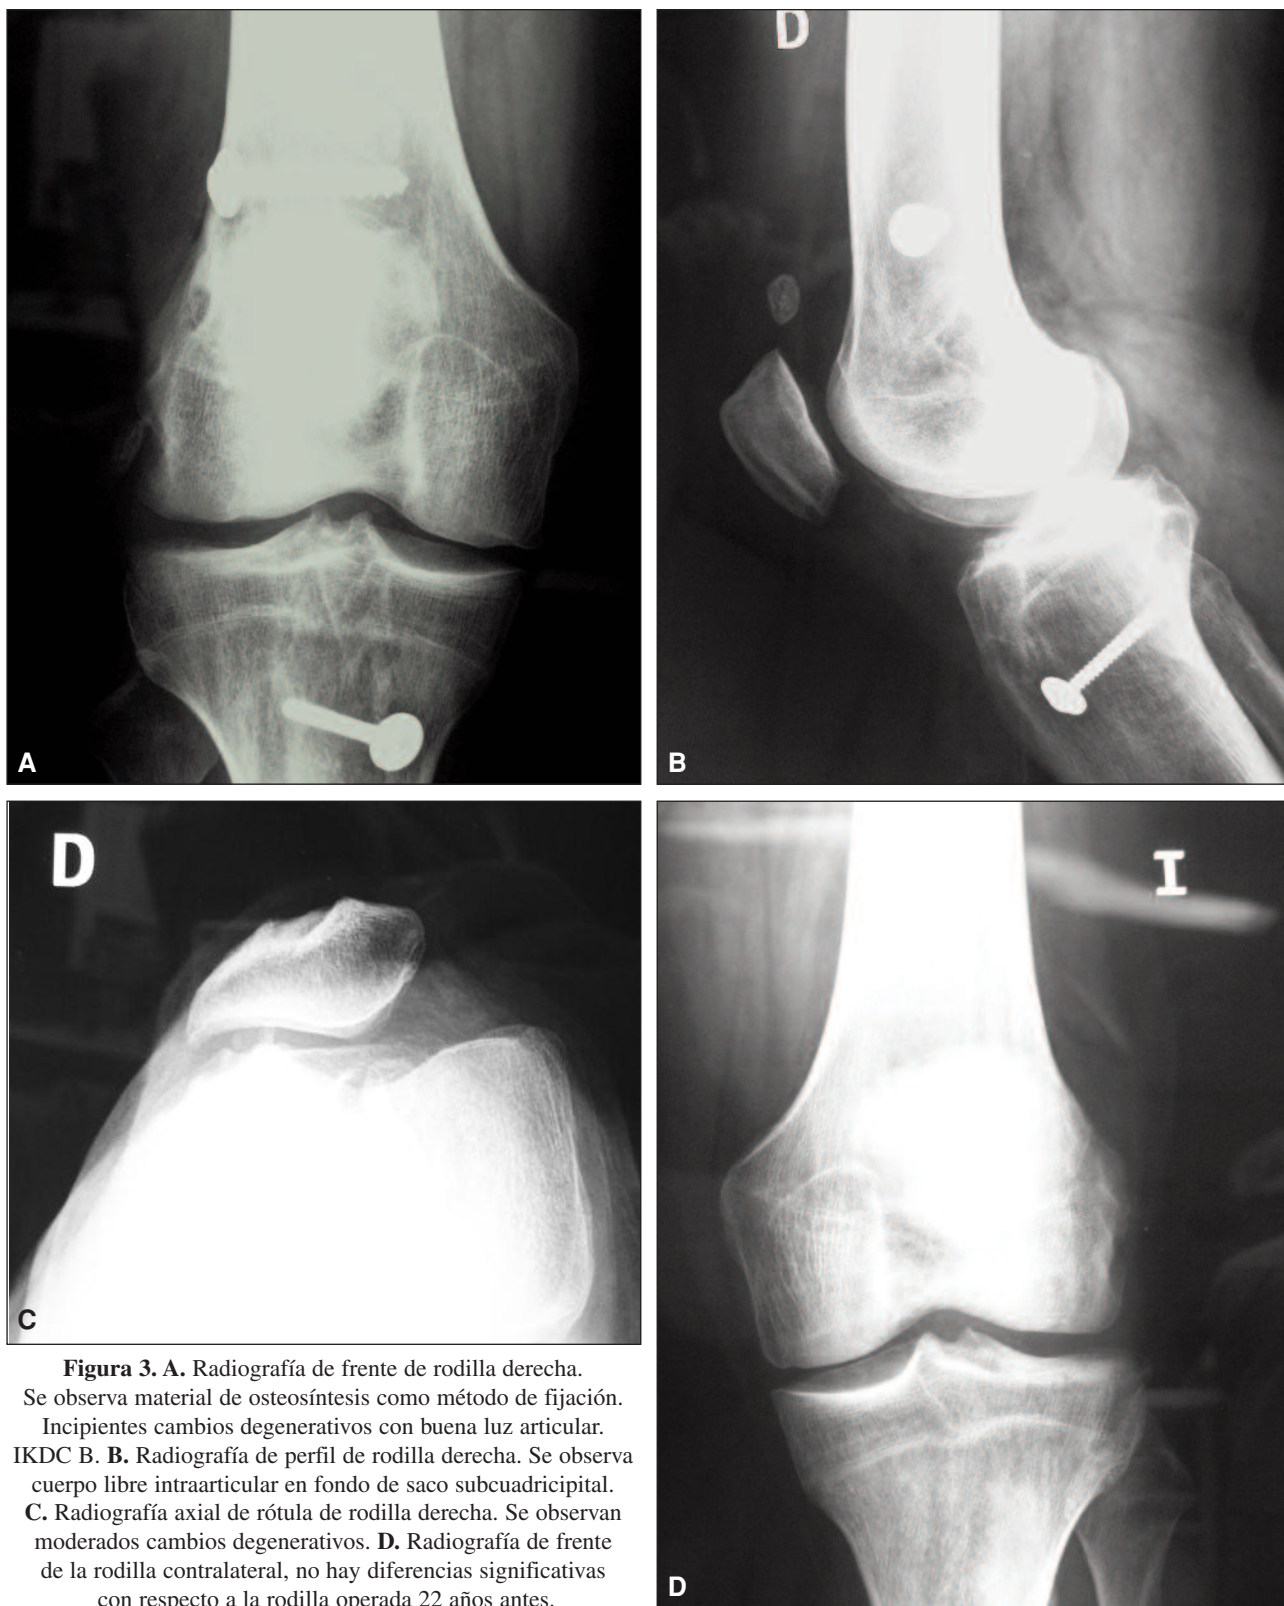 D
A
B
D
I
C
D
Figura 3. A. Radiografía de frente de rodilla derecha.
Se observa material de osteosíntesis como método de fijación.
Incipientes cambios degenerativos con buena luz articular.
IKDC B. B. Radiografía de perfil de rodilla derecha. Se observa
cuerpo libre intraarticular en fondo de saco subcuadricipital.
C. Radiografía axial de rótula de rodilla derecha. Se observan
moderados cambios degenerativos. D. Radiografía de frente
de la rodilla contralateral, no hay diferencias significativas
con respecto a la rodilla operada 22 años antes.